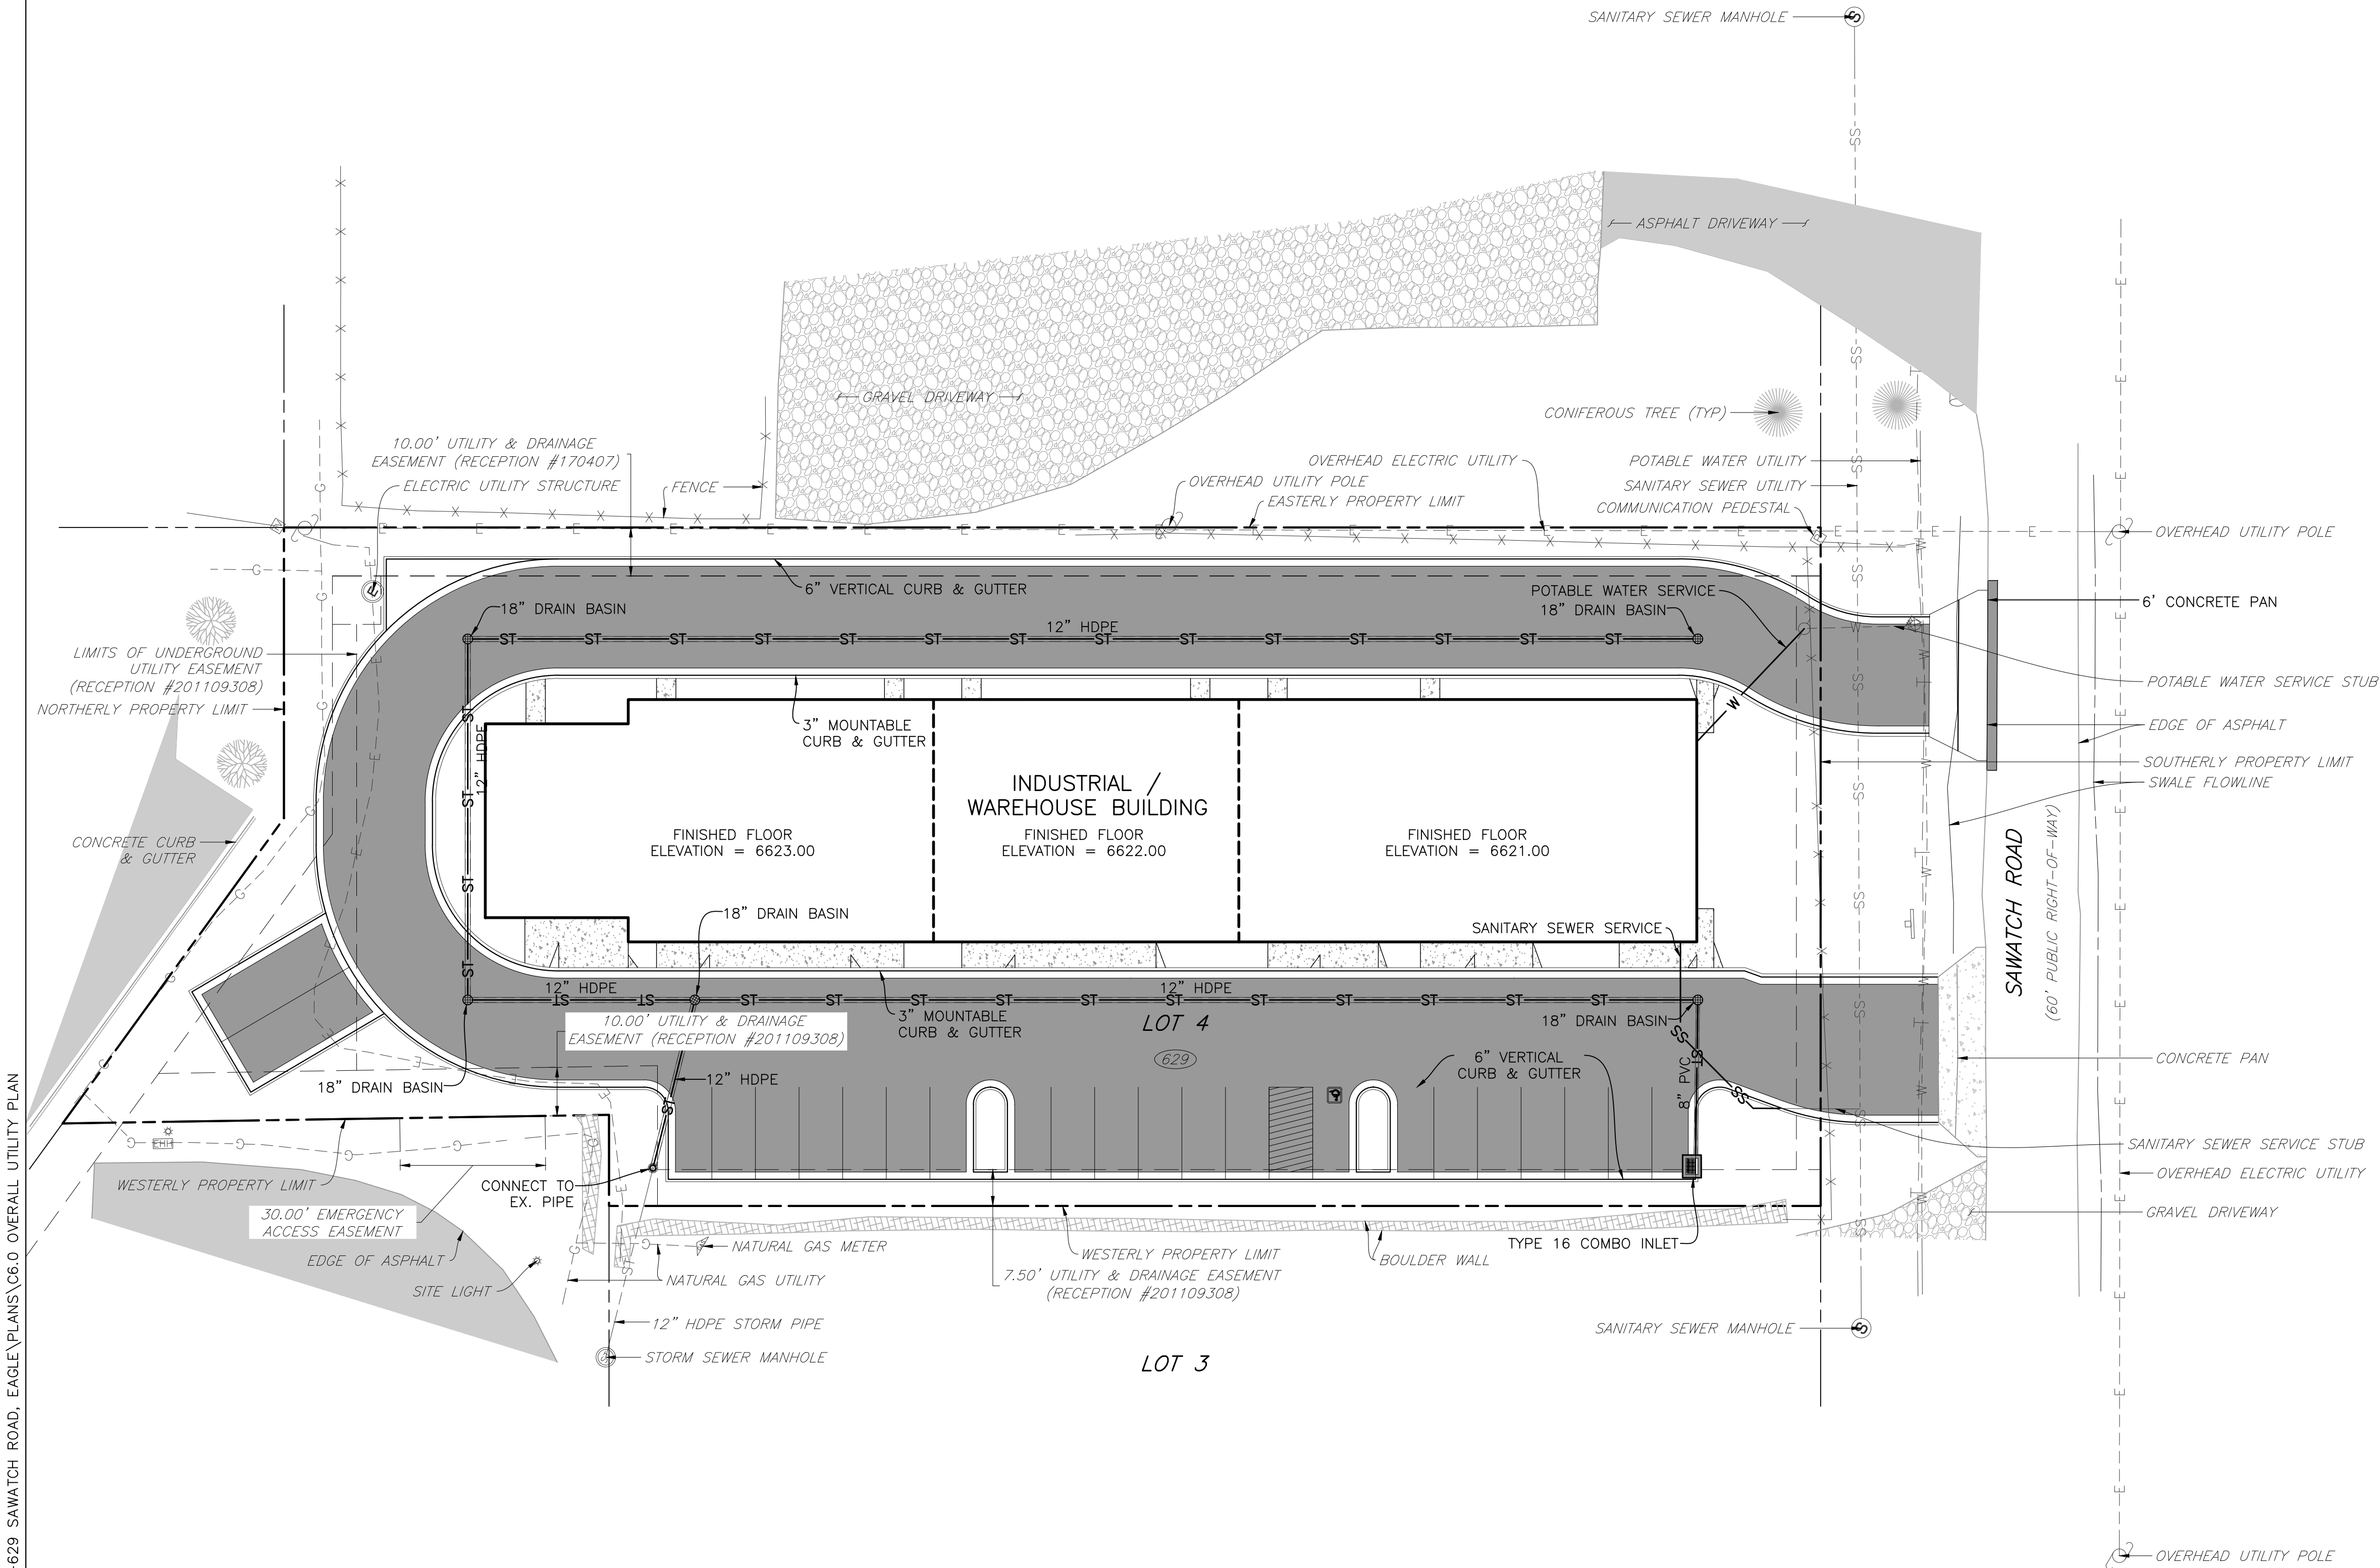 SANITARY SEWER MANHOLE
S
ASPHALT DRIVEWAY
GRAVEL DRIVEWAY
CONIFEROUS TREE (TYP)
10.00' UTILITY & DRAINAGE
EASEMENT (RECEPTION #170407)
ELECTRIC UTILITY STRUCTURE
FENCE
OVERHEAD ELECTRIC UTILITY
OVERHEAD UTILITY POLE
EASTERLY PROPERTY LIMIT
POTABLE WATER UTILITY
SANITARY SEWER UTILITY
COMMUNICATION PEDESTAL
OVERHEAD UTILITY POLE
6" VERTICAL CURB & GUTTER
POTABLE WATER SERVICE
18" DRAIN BASIN
18" DRAIN BASIN
12" HDPE
6' CONCRETE PAN
LIMITS OF UNDERGROUND
UTILITY EASEMENT
(RECEPTION #201109308)
NORTHERLY PROPERTY LIMIT
POTABLE WATER SERVICE STUB
3" MOUNTABLE
CURB & GUTTER
12" HDPE
EDGE OF ASPHALT
SOUTHERLY PROPERTY LIMIT
SWALE FLOWLINE
INDUSTRIAL /
WAREHOUSE BUILDING
FINISHED FLOOR
ELEVATION = 6623.00
FINISHED FLOOR
ELEVATION = 6622.00
FINISHED FLOOR
ELEVATION = 6621.00
CONCRETE CURB
& GUTTER
SAWATCH ROAD
(60' PUBLIC RIGHT-OF-WAY)
18" DRAIN BASIN
SANITARY SEWER SERVICE
12" HDPE
12" HDPE
3" MOUNTABLE
CURB & GUTTER
LOT 4
629
18" DRAIN BASIN
10.00' UTILITY & DRAINAGE
EASEMENT (RECEPTION #201109308)
6" VERTICAL
CURB & GUTTER
8" PVC
CONCRETE PAN
18" DRAIN BASIN
12" HDPE
SANITARY SEWER SERVICE STUB
OVERHEAD ELECTRIC UTILITY
WESTERLY PROPERTY LIMIT
CONNECT TO
EX. PIPE
30.00' EMERGENCY
ACCESS EASEMENT
GRAVEL DRIVEWAY
EDGE OF ASPHALT
NATURAL GAS METER
WESTERLY PROPERTY LIMIT
BOULDER WALL
TYPE 16 COMBO INLET
SITE LIGHT
NATURAL GAS UTILITY
7.50' UTILITY & DRAINAGE EASEMENT
(RECEPTION #201109308)
12" HDPE STORM PIPE
SANITARY SEWER MANHOLE
S
STORM SEWER MANHOLE
LOT 3
OVERHEAD UTILITY POLE
629 SAWATCH ROAD, EAGLE\PLANS\C6.0 OVERALL UTILITY PLAN